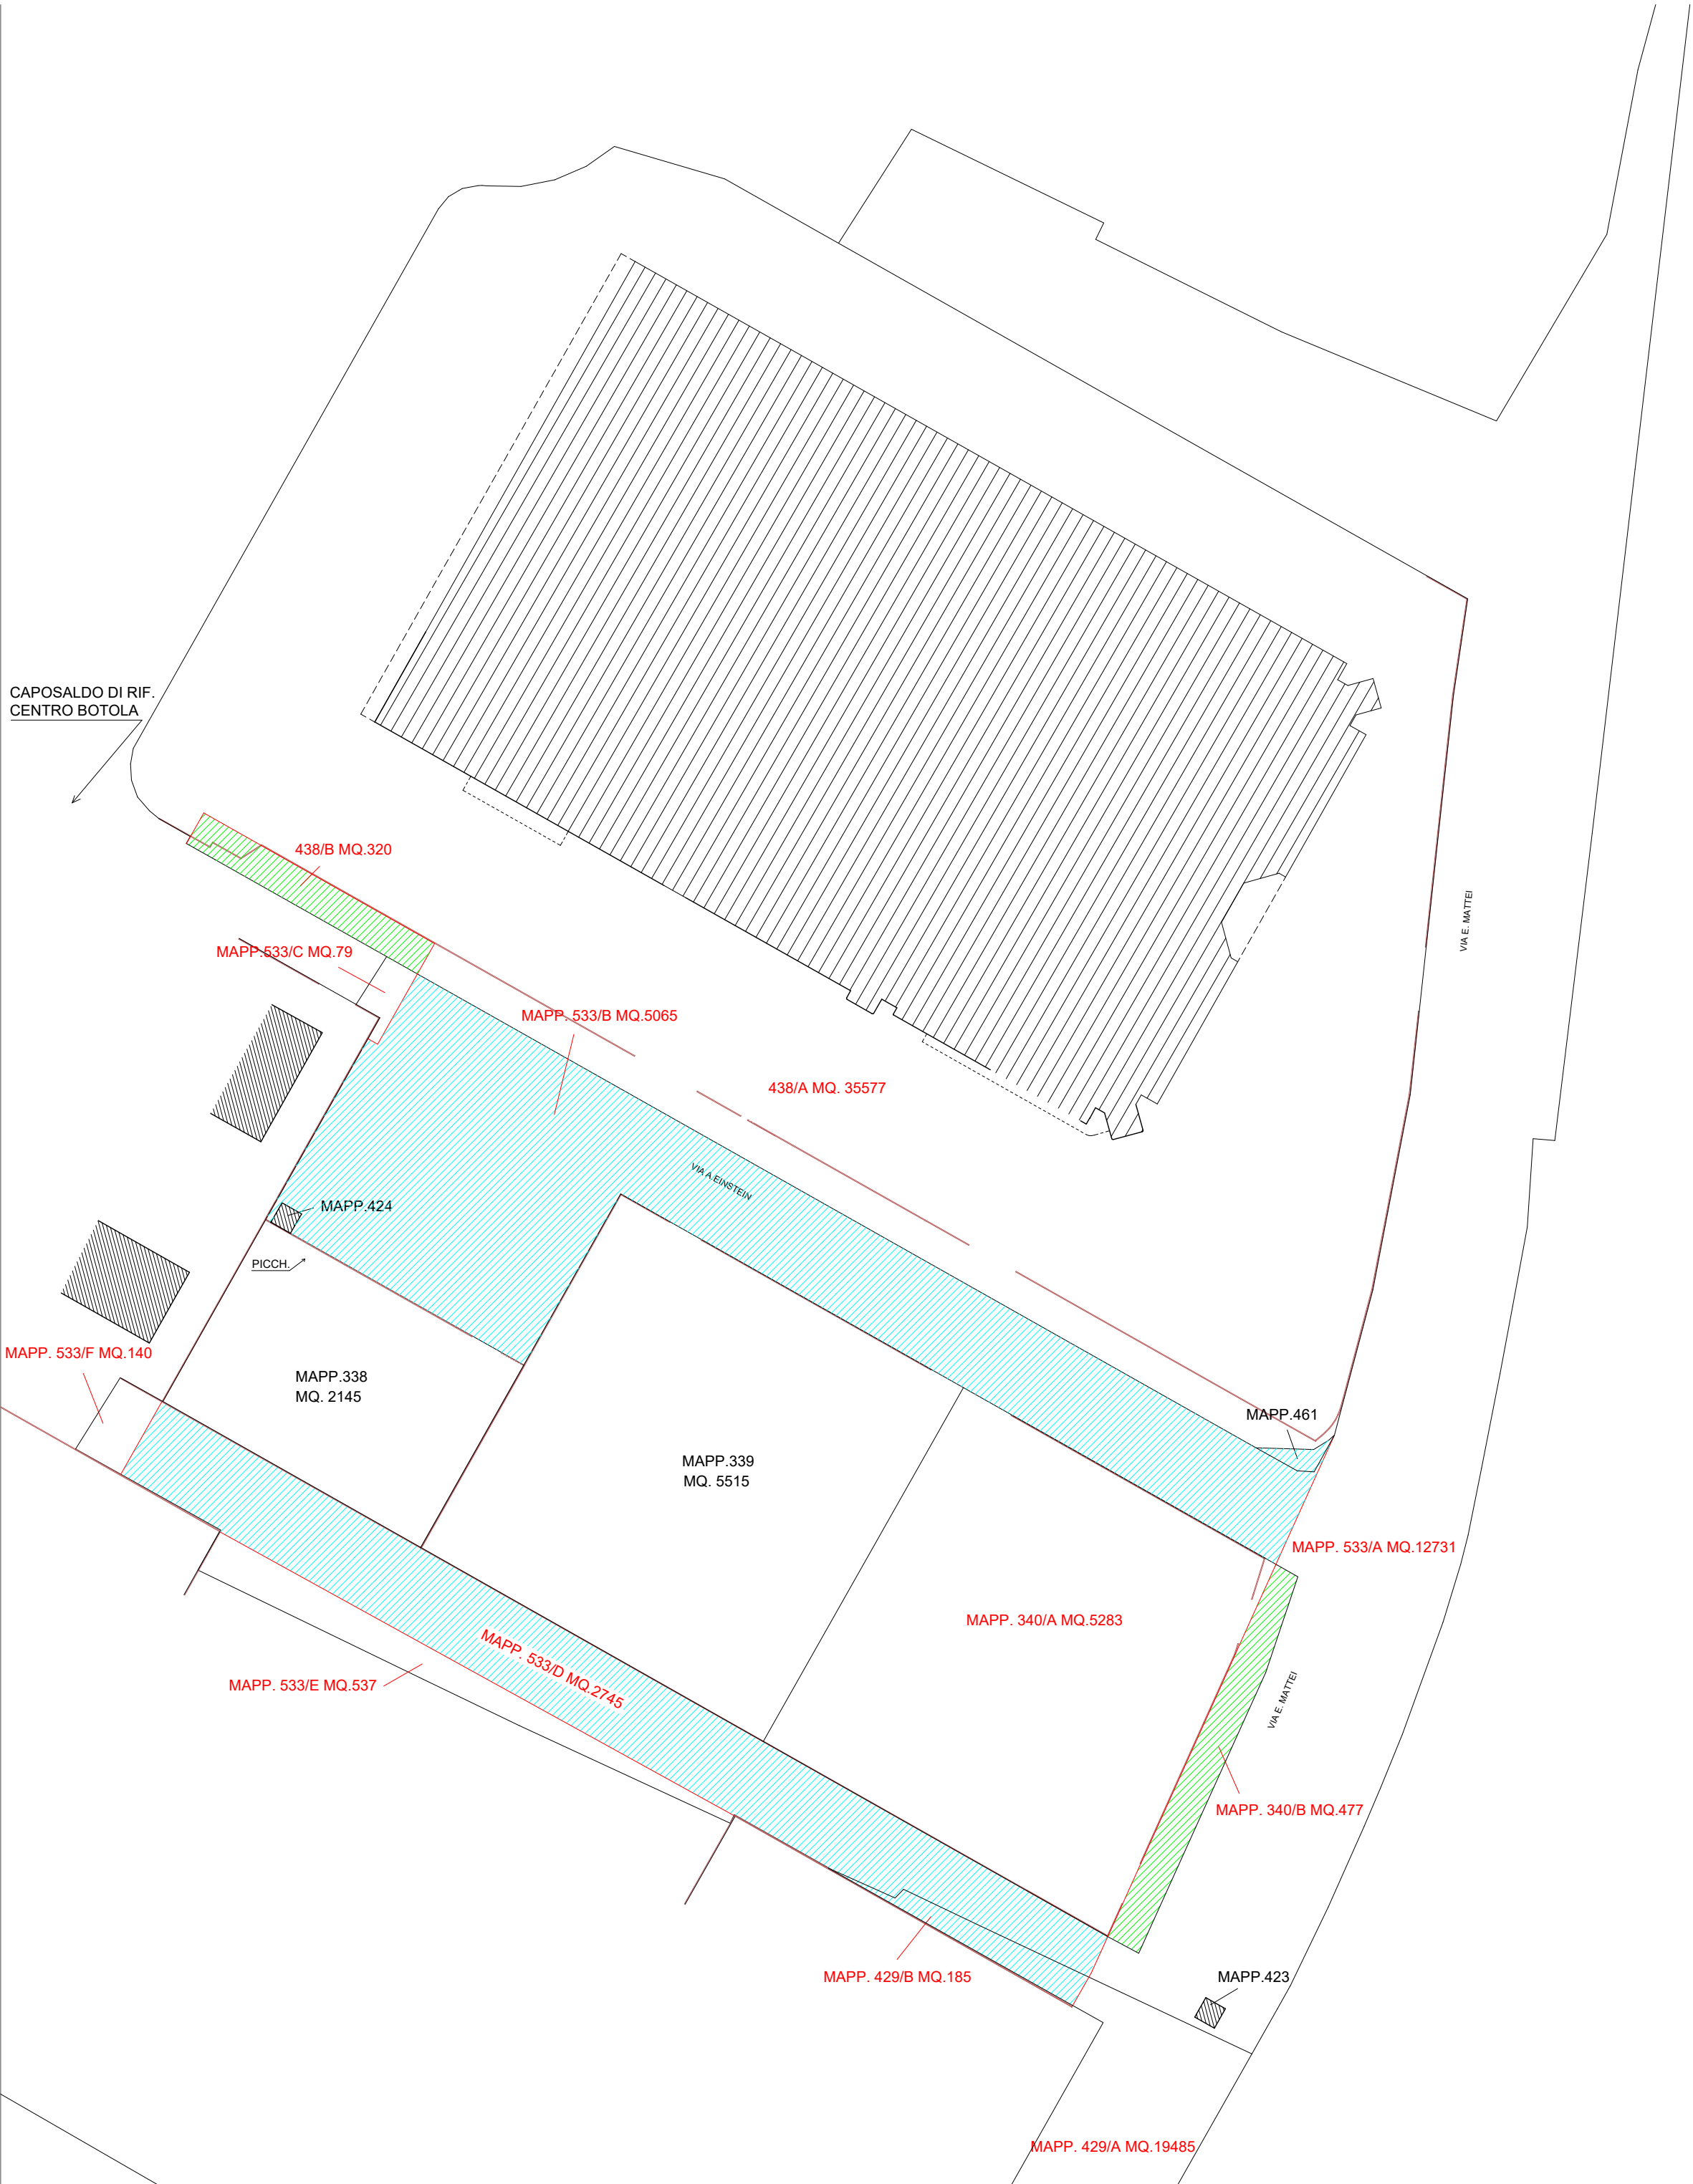 CAPOSALDO DI RIF.
CENTRO BOTOLA
438/B MQ.320
VIA E. MATTEI
MAPP.533/C MQ.79
MAPP. 533/B MQ.5065
438/A MQ. 35577
VIA A.EINSTEIN
MAPP.424
PICCH.
MAPP. 533/F MQ.140
MAPP.338
MQ. 2145
MAPP.461
MAPP.339
MQ. 5515
MAPP. 533/A MQ.12731
MAPP. 340/A MQ.5283
MAPP. 533/D MQ.2745
MAPP. 533/E MQ.537
VIA E. MATTEI
MAPP. 340/B MQ.477
MAPP. 429/B MQ.185
MAPP.423
MAPP. 429/A MQ.19485